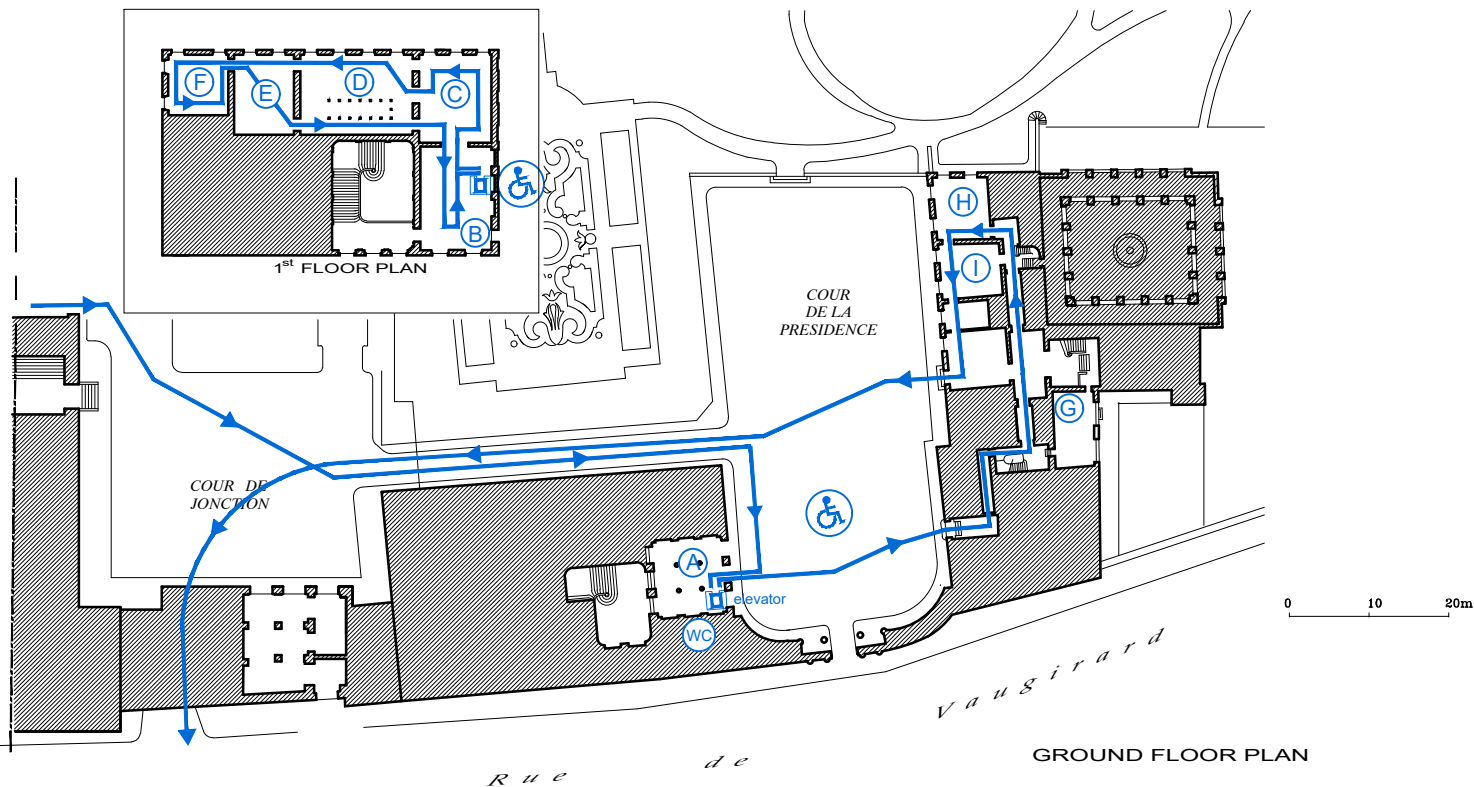 F
E
D
C
B
1st FLOOR PLAN
H
I
COUR
DE LA
PRESIDENCE
G
COUR DE
JONCTION
A
elevator
WC
0 10 20m
Rue de Vaugirard
GROUND FLOOR PLAN